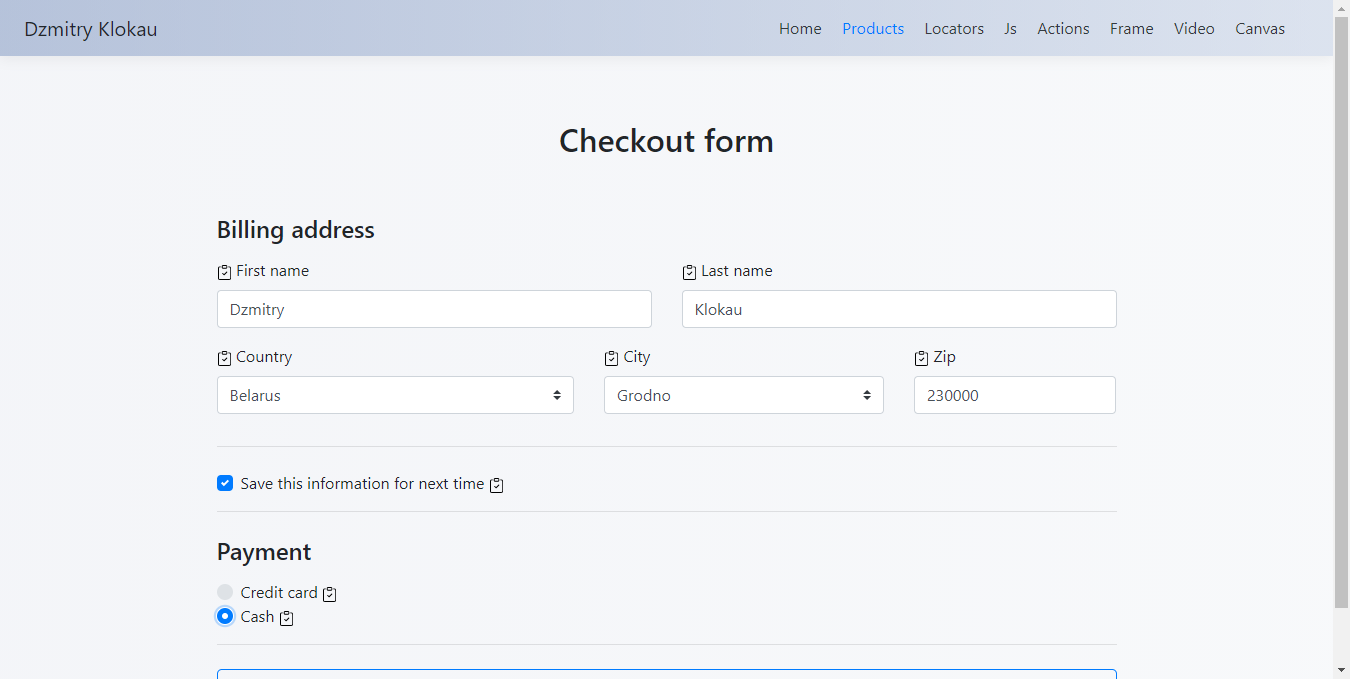 Dzmitry Klokau Home Products Locators Js Actions Frame Video Canvas
Checkout form
Billing address
First name Last name
Dzmitry Klokau
Country City Zip
Belarus Grodno 230000
Save this information for next time
Payment
Credit card
Cash